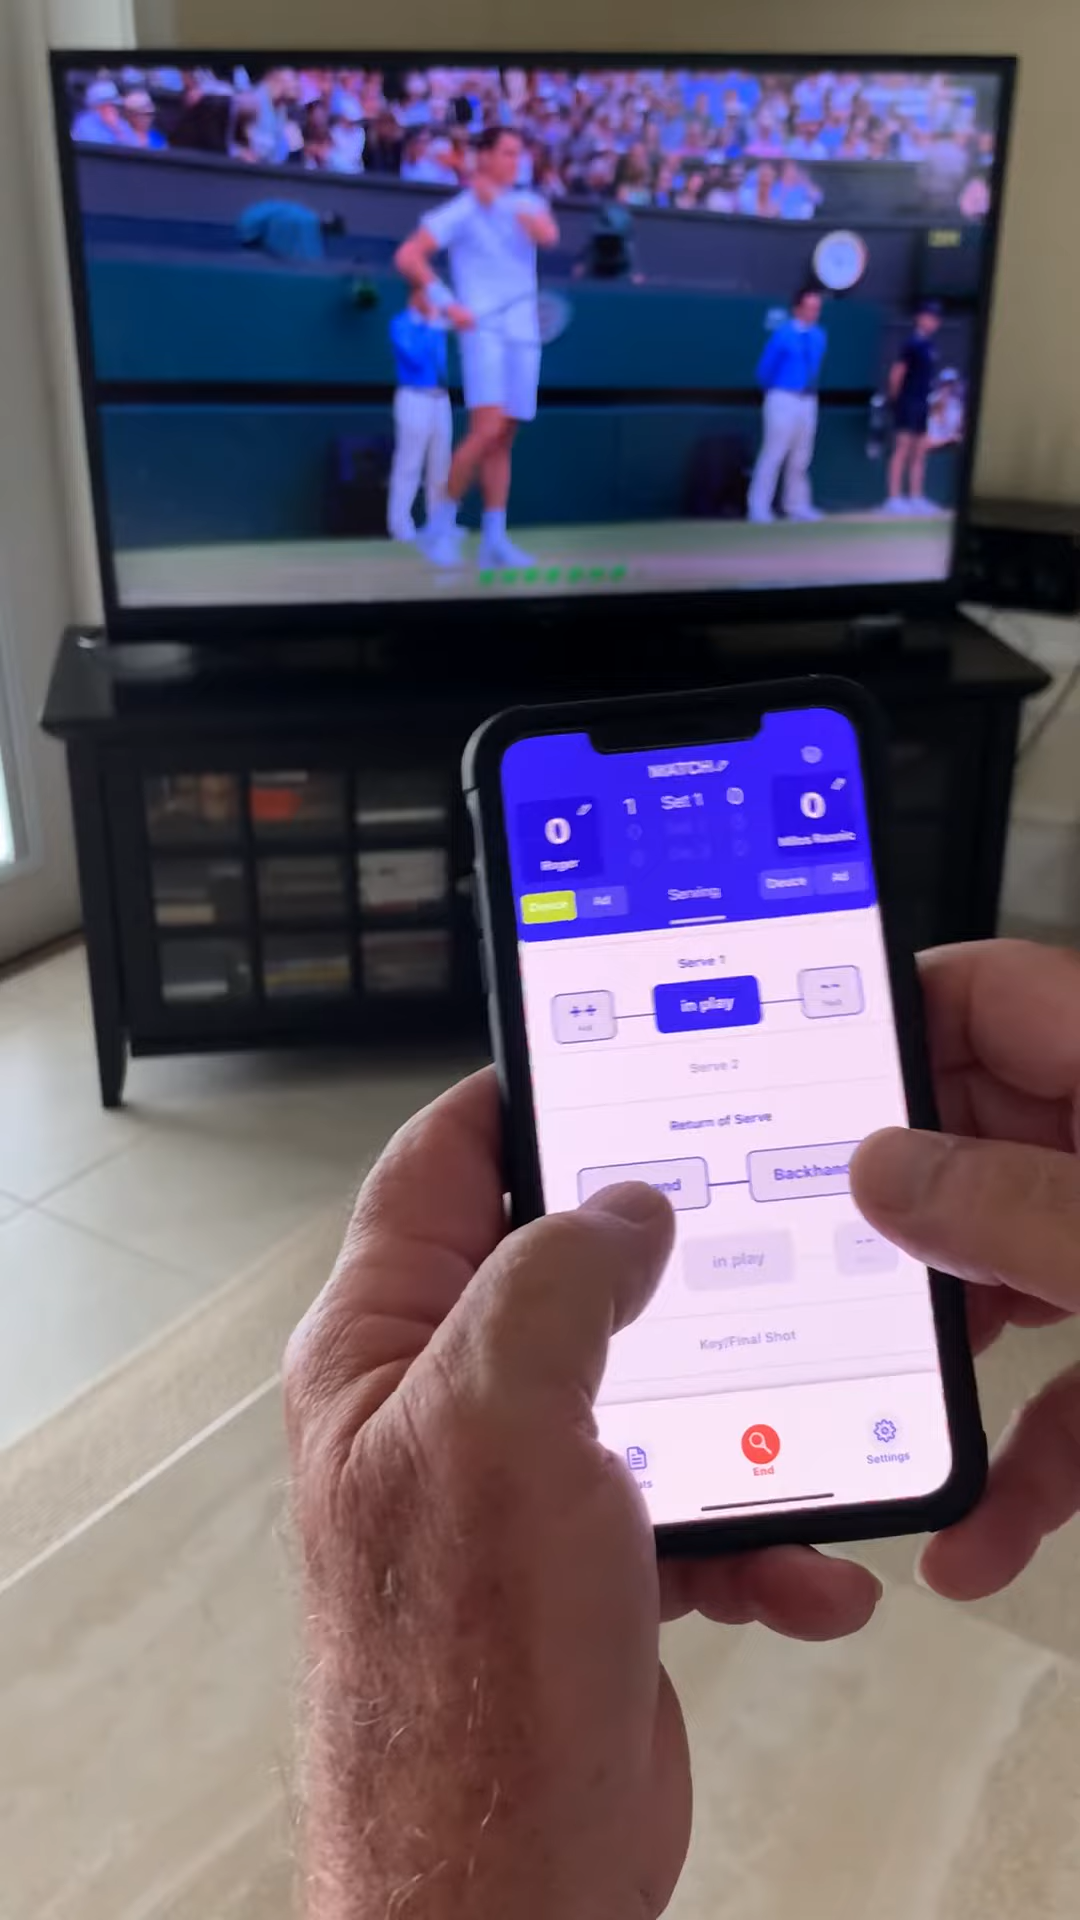 MATCH
1 Set 1 0
0 0
Roger
Deuce Ad Serving Deuce Ad
Serve 1
++ in play --
Serve 2
Return of Serve
Backhand
in play --
Key/Final Shot
End Settings